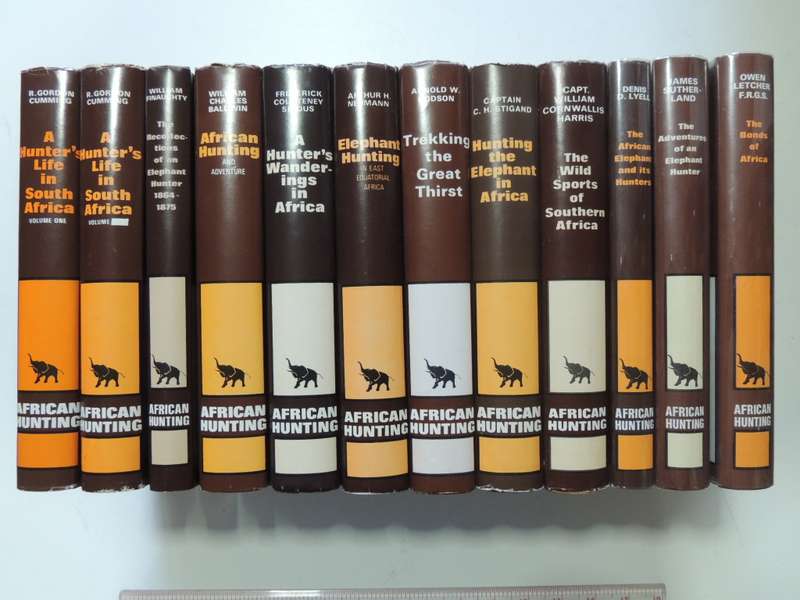 R. GORDON
CUMMING
A
Hunter's
Life
in
South
Africa
VOLUME ONE
AFRICAN
HUNTING
R. GORDON
CUMMING
A
Hunter's
Life
in
South
Africa
VOLUME
AFRICAN
HUNTING
WILLIAM
FINAUGHTY
The
Recollec-
tions
of an
Elephant
Hunter
1864-
1875
AFRICAN
HUNTING
WILLIAM
CHARLES
BALDWIN
African
Hunting
AND
ADVENTURE
AFRICAN
HUNTING
FREDERICK
COURTENEY
SELOUS
A
Hunter's
Wander-
ings
in
Africa
AFRICAN
HUNTING
ARTHUR H.
NEUMANN
Elephant
Hunting
IN EAST
EQUATORIAL
AFRICA
AFRICAN
HUNTING
ARNOLD W.
HODSON
Trekking
the
Great
Thirst
AFRICAN
HUNTING
CAPTAIN
C. H. STIGAND
Hunting
the
Elephant
in
Africa
AFRICAN
HUNTING
CAPT.
WILLIAM
CORNWALLIS
HARRIS
The
Wild
Sports
of
Southern
Africa
AFRICAN
HUNTING
DENIS
D. LYELL
The
African
Elephant
and its
Hunters
AFRICAN
HUNTING
JAMES
SUTHER-
LAND
The
Adventures
of an
Elephant
Hunter
AFRICAN
HUNTING
OWEN
LETCHER
F.R.G.S.
The
Bonds
of
Africa
AFRICAN
HUNTING